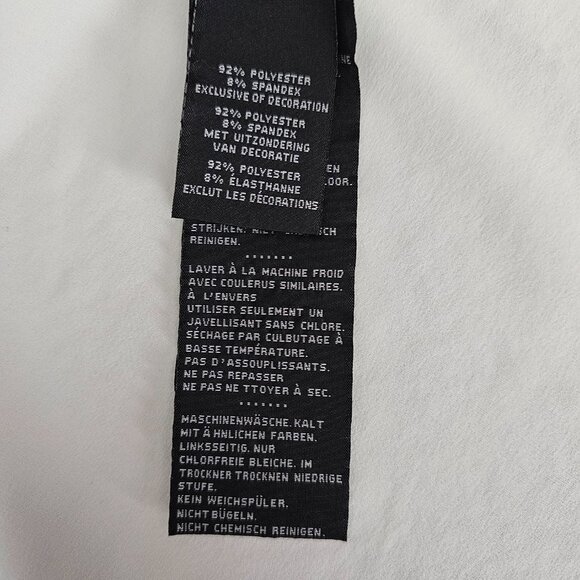 92% POLYESTER
8% SPANDEX
EXCLUSIVE OF DECORATION
92% POLYESTER
8% SPANDEX
MET UITZONDERING
VAN DECORATIE
92% POLYESTER
8% ÉLASTHANNE
EXCLUT LES DÉCORATIONS
STRIJKEN.
REINIGEN.
LAVER À LA MACHINE FROID
AVEC COULERUS SIMILAIRES.
À L'ENVERS
UTILISER SEULEMENT UN
JAVELLISANT SANS CHLORE.
SÉCHAGE PAR CULBUTAGE À
BASSE TEMPÉRATURE.
PAS D'ASSOUPLISSANTS.
NE PAS REPASSER
NE PAS NE TTOYER À SEC.
MASCHINENWÄSCHE. KALT
MIT Ä HNLICHEN FARBEN.
LINKSSEITIG. NUR
CHLORFREIE BLEICHE. IM
TROCKNER TROCKNEN NIEDRIGE
STUFE.
KEIN WEICHSPÜLER.
NICHT BÜGELN.
NICHT CHEMISCH REINIGEN.